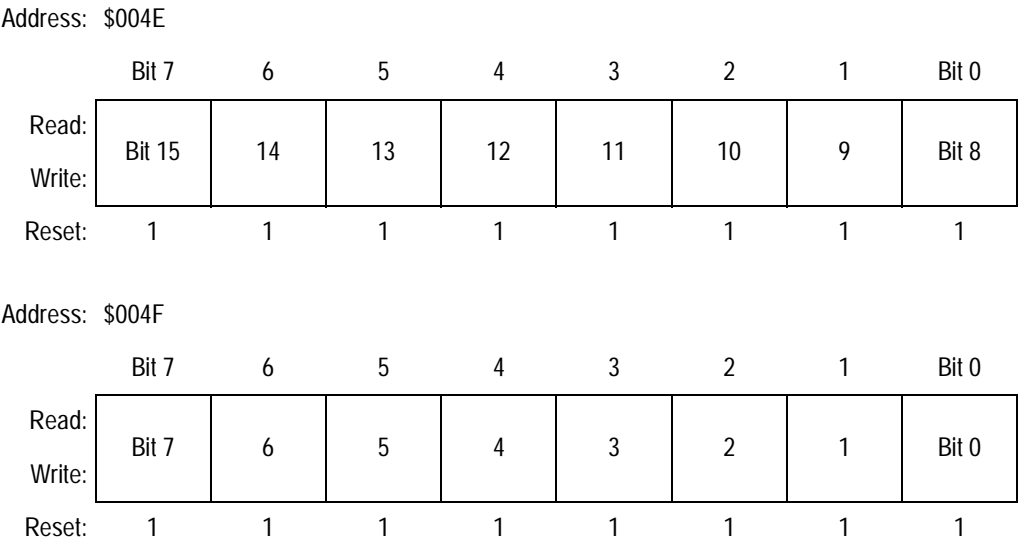 Address: $004E
Bit 7 6 5 4 3 2 1 Bit 0
Read:
Bit 15 14 13 12 11 10 9 Bit 8
Write:
Reset: 1 1 1 1 1 1 1 1
Address: $004F
Bit 7 6 5 4 3 2 1 Bit 0
Read:
Bit 7 6 5 4 3 2 1 Bit 0
Write:
Reset: 1 1 1 1 1 1 1 1